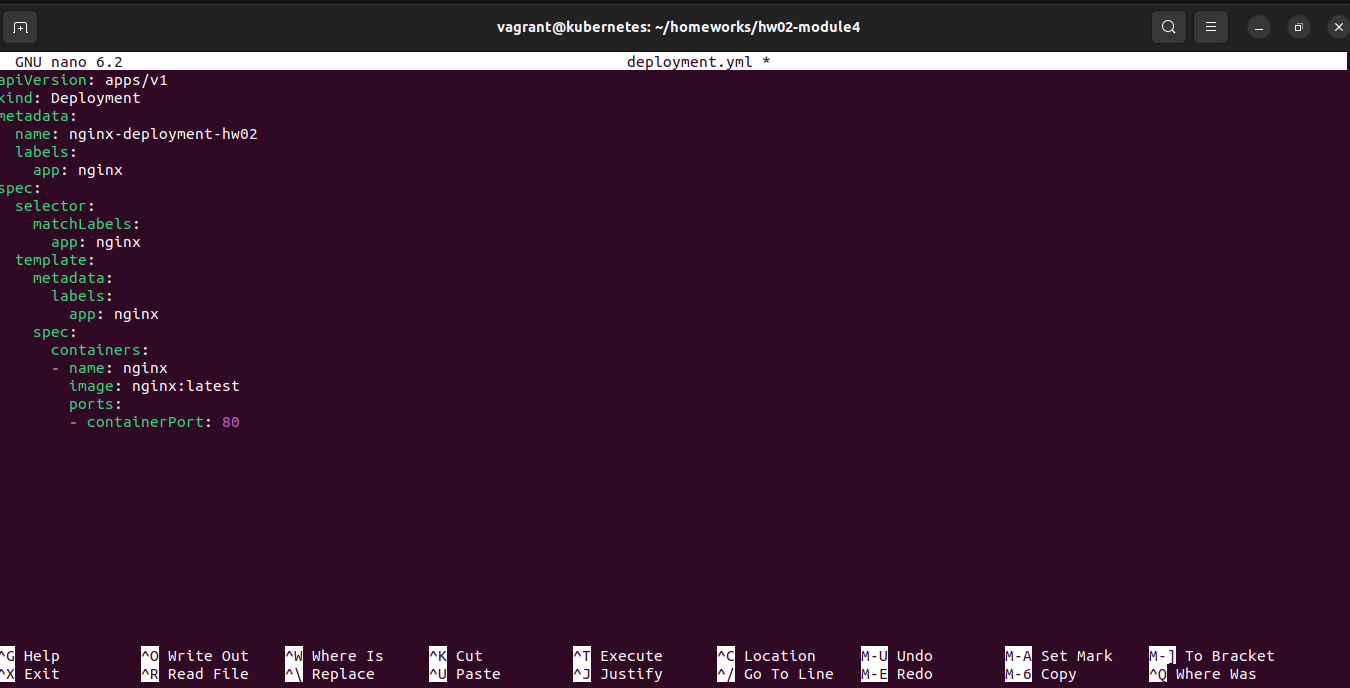 vagrant@kubernetes: ~/homeworks/hw02-module4
GNU nano 6.2 deployment.yml *
apiVersion: apps/v1
kind: Deployment
metadata:
  name: nginx-deployment-hw02
  labels:
    app: nginx
spec:
  selector:
    matchLabels:
      app: nginx
  template:
    metadata:
      labels:
        app: nginx
    spec:
      containers:
      - name: nginx
        image: nginx:latest
        ports:
        - containerPort: 80
^G Help ^O Write Out ^W Where Is ^K Cut ^T Execute ^C Location M-U Undo M-A Set Mark M-] To Bracket
^X Exit ^R Read File ^\ Replace ^U Paste ^J Justify ^/ Go To Line M-E Redo M-6 Copy ^Q Where Was